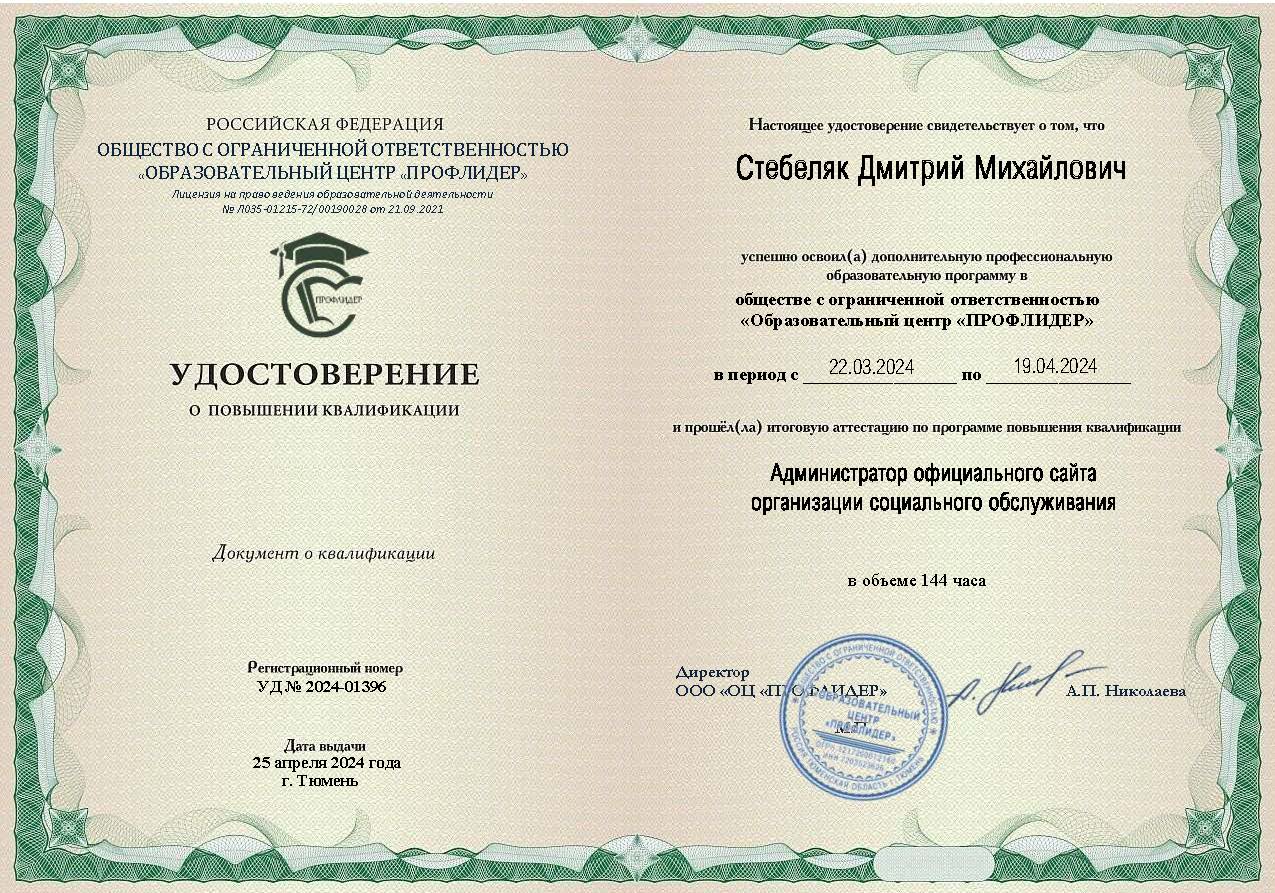 РОССИЙСКАЯ ФЕДЕРАЦИЯ
ОБЩЕСТВО С ОГРАНИЧЕННОЙ ОТВЕТСТВЕННОСТЬЮ
«ОБРАЗОВАТЕЛЬНЫЙ ЦЕНТР «ПРОФЛИДЕР»
Лицензия на право ведения образовательной деятельности
№ Л035-01215-72/00190028 от 21.09.2021
ПРОФЛИДЕР
УДОСТОВЕРЕНИЕ
О ПОВЫШЕНИИ КВАЛИФИКАЦИИ
Документ о квалификации
Регистрационный номер
УД № 2024-01396
Дата выдачи
25 апреля 2024 года
г. Тюмень
Настоящее удостоверение свидетельствует о том, что
Стебеляк Дмитрий Михайлович
успешно освоил(а) дополнительную профессиональную
образовательную программу в
обществе с ограниченной ответственностью
«Образовательный центр «ПРОФЛИДЕР»
в период с 22.03.2024 по 19.04.2024
и прошёл(ла) итоговую аттестацию по программе повышения квалификации
Администратор официального сайта
организации социального обслуживания
в объеме 144 часа
Директор
ООО «ОЦ «ПРОФЛИДЕР»
А.П. Николаева
М.П.
ОБЩЕСТВО С ОГРАНИЧЕННОЙ ОТВЕТСТВЕННОСТЬЮ
ОБРАЗОВАТЕЛЬНЫЙ
ЦЕНТР
«ПРОФЛИДЕР»
РОССИЯ ТЮМЕНСКАЯ ОБЛАСТЬ г. ТЮМЕНЬ